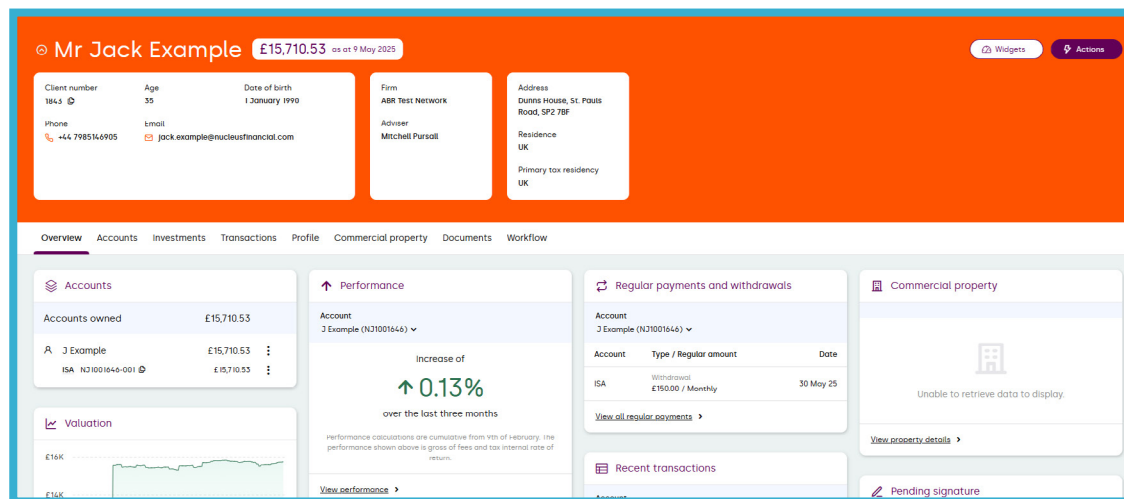 Mr Jack Example £15,710.53 as at 9 May 2025
Widgets
Actions
Client number
1843
Age
35
Date of birth
1 January 1990
Phone
+44 7985146905
Email
jack.example@nucleusfinancial.com
Firm
ABR Test Network
Adviser
Mitchell Pursall
Address
Dunns House, St. Pauls
Road, SP2 7BF
Residence
UK
Primary tax residency
UK
Overview Accounts Investments Transactions Profile Commercial property Documents Workflow
Accounts
Accounts owned £15,710.53
J Example £15,710.53
ISA NJ1001646-001 £15,710.53
Valuation
£16K
£14K
Performance
Account
J Example (NJ1001646)
Increase of
0.13%
over the last three months
Performance calculations are cumulative from 9th of February. The
performance shown above is gross of fees and tax internal rate of
return.
View performance
Regular payments and withdrawals
Account
J Example (NJ1001646)
Account Type / Regular amount Date
Withdrawal
ISA £150.00 / Monthly 30 May 25
View all regular payments
Recent transactions
Account
Commercial property
Unable to retrieve data to display.
View property details
Pending signature